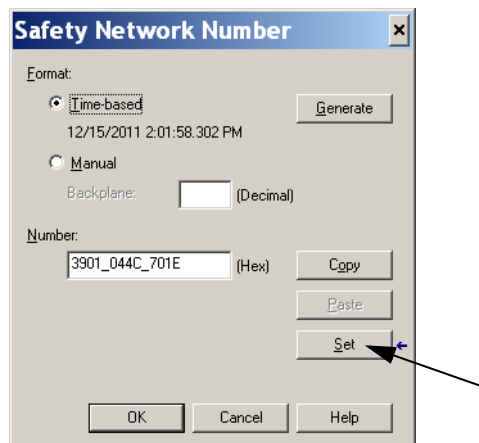 Safety Network Number
Format:
Time-based
Generate
12/15/2011 2:01:58.302 PM
Manual
Backplane: (Decimal)
Number:
3901_044C_701E (Hex) Copy
Paste
Set
OK Cancel Help